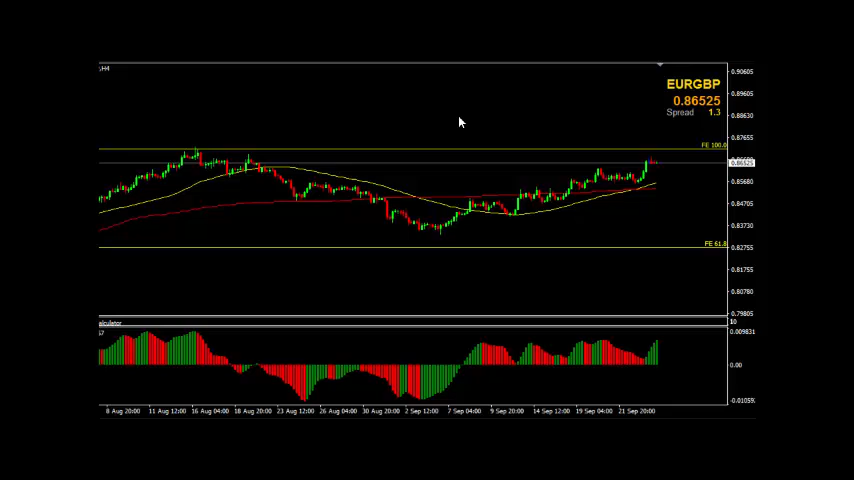 ,H4
0.90605
EURGBP
0.89605
0.86525
Spread 1.3
0.88630
0.87655
FE 100.0
0.86525
0.85680
0.84705
0.83730
FE 61.8
0.82755
0.81755
0.80780
0.79805
alculator
10
0.009831
0.00
8 Aug 20:00 11 Aug 12:00 16 Aug 04:00 18 Aug 20:00 23 Aug 12:00 26 Aug 04:00 30 Aug 20:00 2 Sep 12:00 7 Sep 04:00 9 Sep 20:00 14 Sep 12:00 19 Sep 04:00 21 Sep 20:00